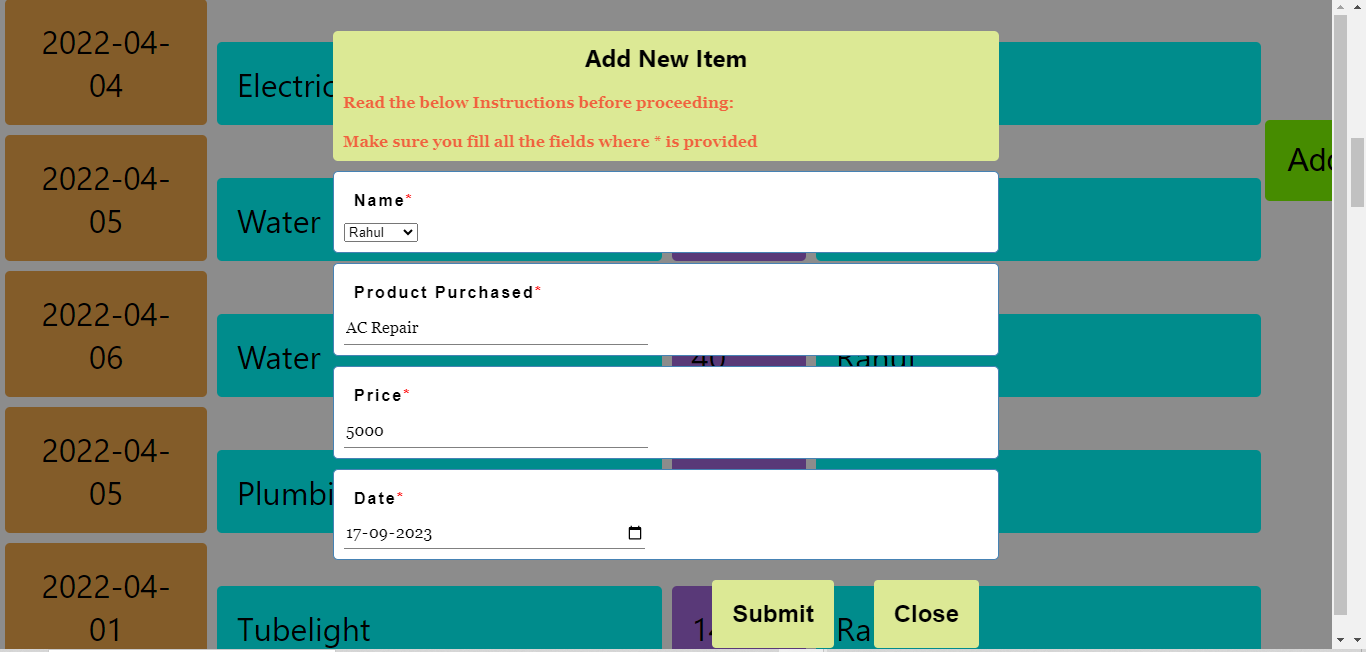 2022-04-
04
Electric
Add New Item
Read the below Instructions before proceeding:
Make sure you fill all the fields where * is provided
2022-04-
05
Water
Name*
Rahul
2022-04-
06
Water
Product Purchased*
AC Repair
40
Rahul
Price*
5000
2022-04-
05
Plumbi
Date*
17-09-2023
2022-04-
01
Tubelight
Ra
Submit
Close